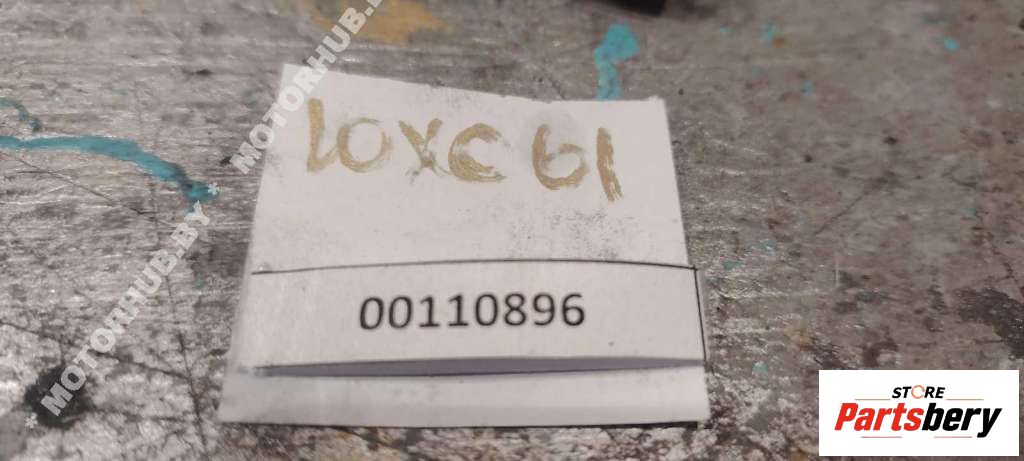 * MOTORHUB.BY * MOTORHUB.BY
10XC61
00110896
STORE
Partsbery